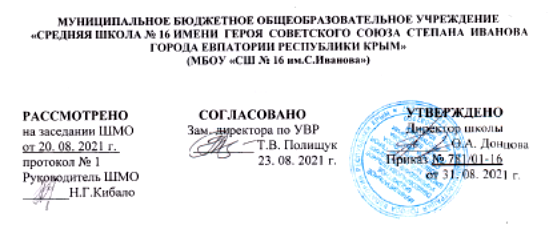 МУНИЦИПАЛЬНОЕ БЮДЖЕТНОЕ ОБЩЕОБРАЗОВАТЕЛЬНОЕ УЧРЕЖДЕНИЕ
«СРЕДНЯЯ ШКОЛА № 16 ИМЕНИ ГЕРОЯ СОВЕТСКОГО СОЮЗА СТЕПАНА ИВАНОВА
ГОРОДА ЕВПАТОРИИ РЕСПУБЛИКИ КРЫМ»
(МБОУ «СШ № 16 им.С.Иванова»)
РАССМОТРЕНО СОГЛАСОВАНО УТВЕРЖДЕНО
на заседании ШМО Зам. директора по УВР Директор школы
от 20. 08. 2021 г. Т.В. Полищук О.А. Донцова
протокол № 1 23. 08. 2021 г. Приказ № 781/01-16
Руководитель ШМО от 31. 08. 2021 г.
Н.Г.Кибало